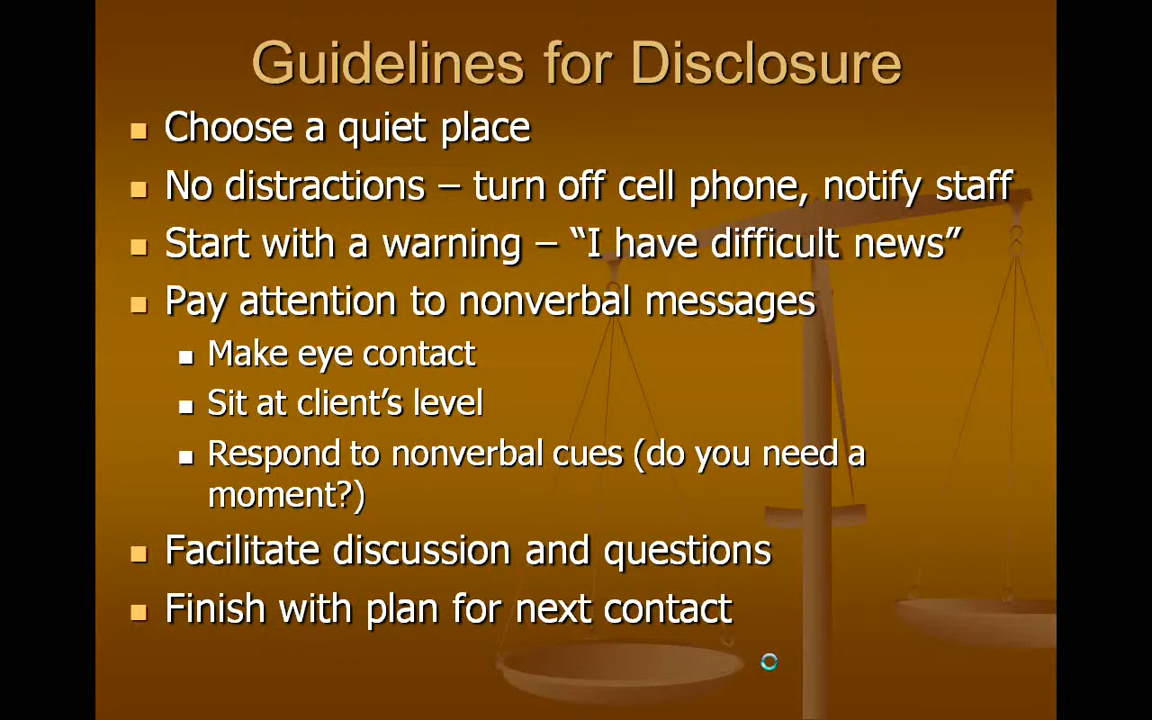 Guidelines for Disclosure
Choose a quiet place
No distractions – turn off cell phone, notify staff
Start with a warning – “I have difficult news”
Pay attention to nonverbal messages
Make eye contact
Sit at client’s level
Respond to nonverbal cues (do you need a
moment?)
Facilitate discussion and questions
Finish with plan for next contact